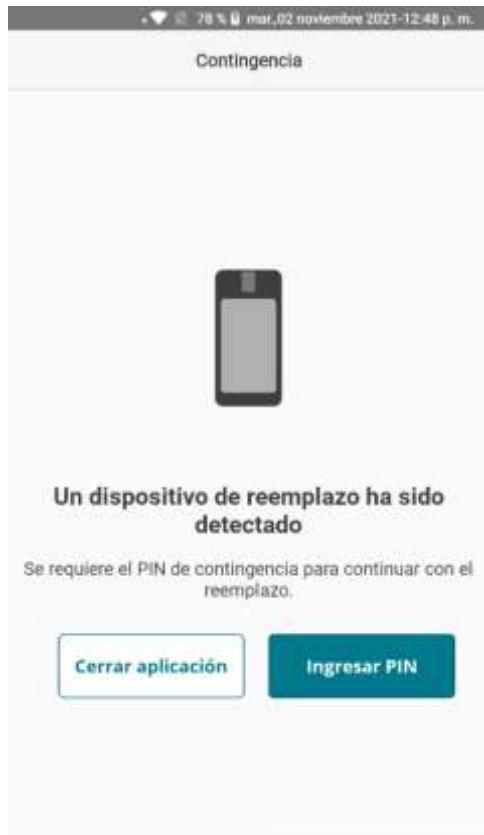 78 % mar.,02 noviembre 2021-12:48 p. m.
Contingencia
Un dispositivo de reemplazo ha sido
detectado
Se requiere el PIN de contingencia para continuar con el
reemplazo.
Cerrar aplicación
Ingresar PIN